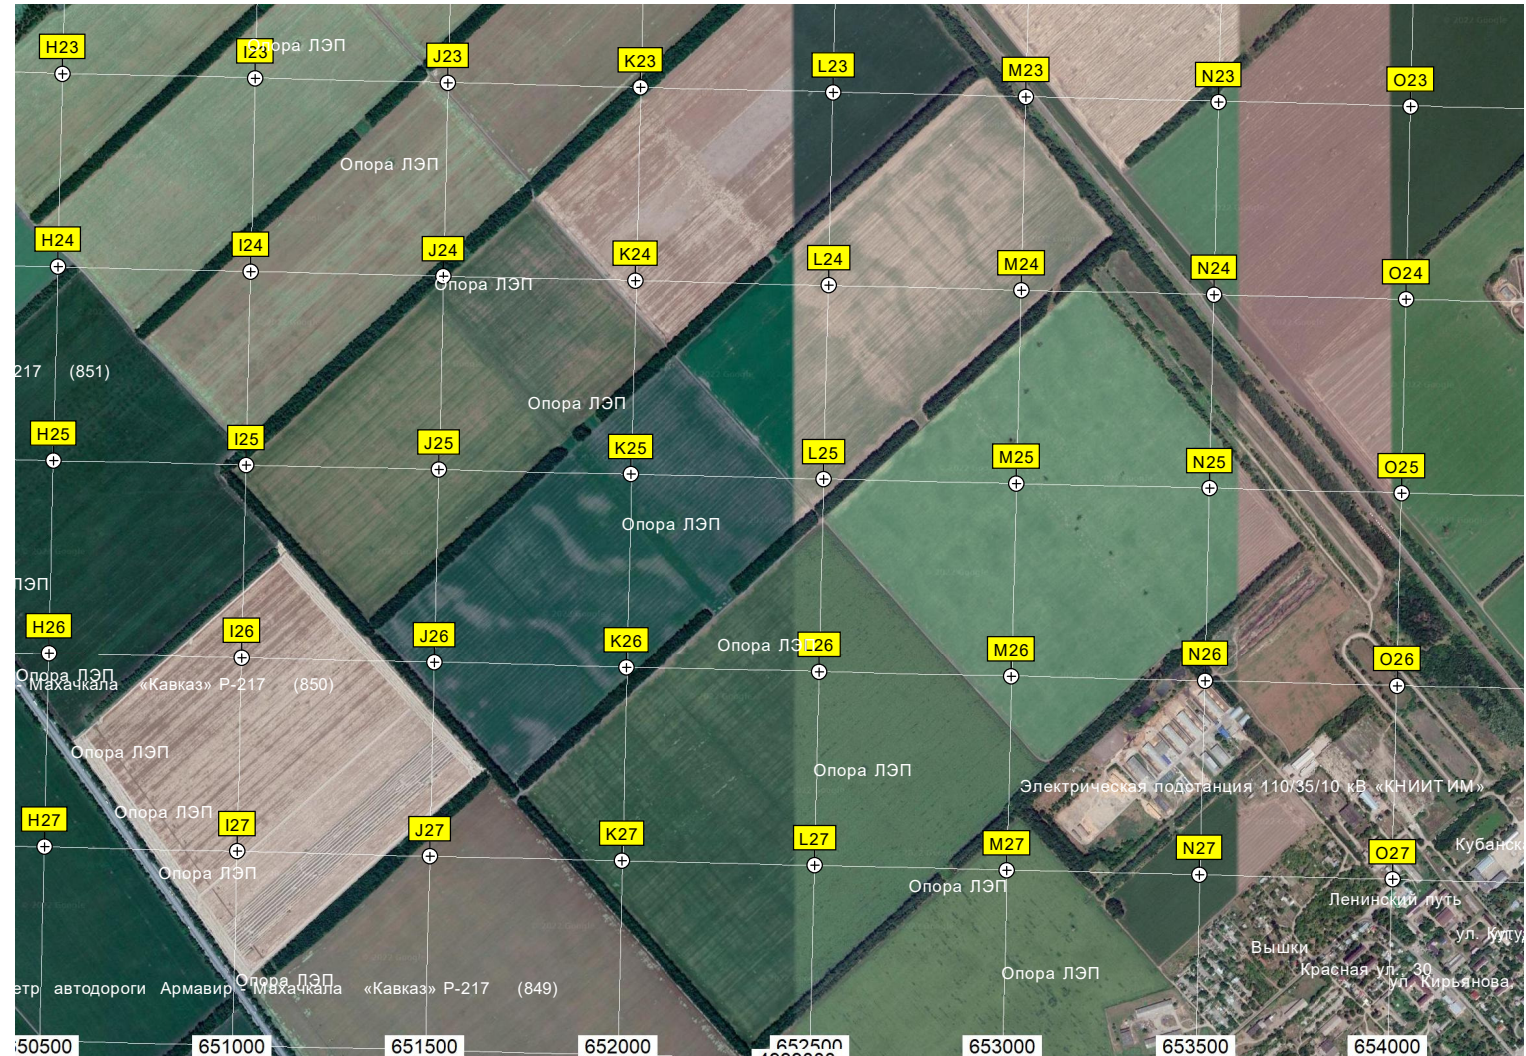 H23
I23
Опора ЛЭП
J23
K23
L23
M23
N23
O23
Опора ЛЭП
H24
I24
J24
Опора ЛЭП
K24
L24
M24
N24
O24
217 (851)
Опора ЛЭП
H25
I25
J25
K25
L25
M25
N25
O25
Опора ЛЭП
ЛЭП
H26
I26
J26
K26
Опора ЛЭП
L26
M26
N26
O26
Опора ЛЭП
- Махачкала «Кавказ» Р-217 (850)
Опора ЛЭП
Опора ЛЭП
Электрическая подстанция 110/35/10 кВ «КНИИТИМ»
Опора ЛЭП
H27
I27
J27
K27
L27
M27
N27
O27
Кубанска
Опора ЛЭП
Опора ЛЭП
Ленинский путь
ул.
Вышки
Красная ул., 30
ул. Кирьянова,
Опора ЛЭП
Опора ЛЭП
етр автодороги Армавир - Махачкала «Кавказ» Р-217 (849)
650500
651000
651500
652000
652500
653000
653500
654000